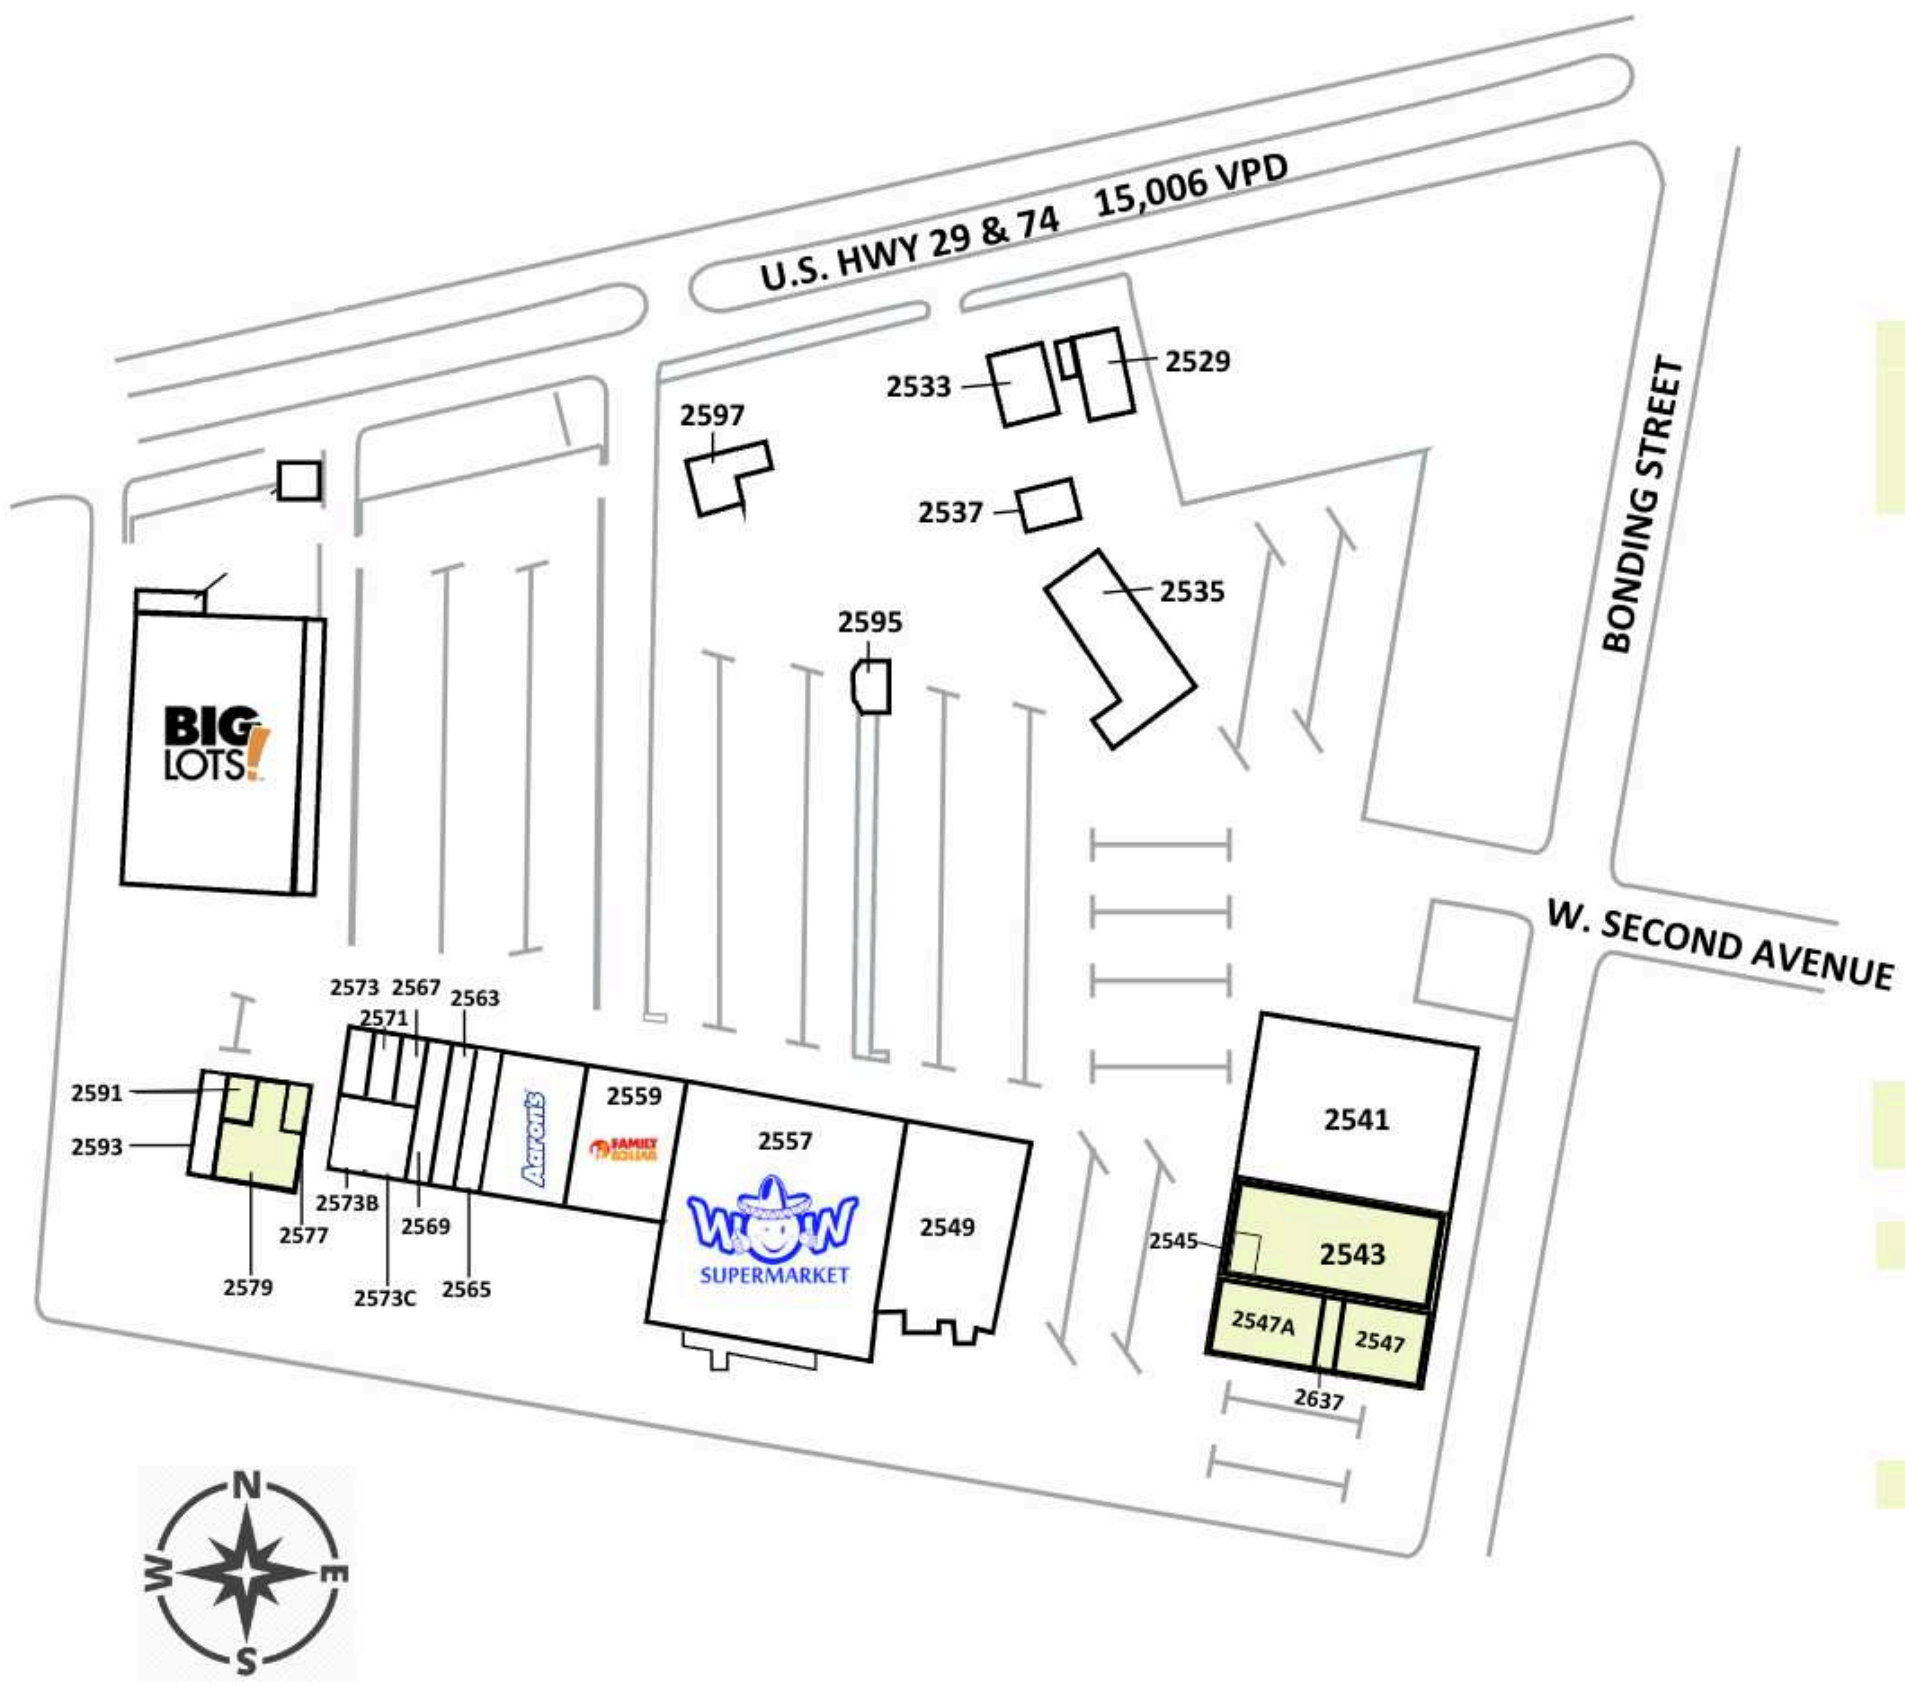 U.S. HWY 29 & 74 15,006 VPD
BONDING STREET
W. SECOND AVENUE
2533
2529
2597
2537
2535
2595
BIG
LOTS!
2573 2567
2563
2571
2591
2593
2573B
2577
2569
2579
2573C
2565
Aaron's
2559
FAMILY
DOLLAR
2557
WOW
SUPERMARKET
2549
2541
2545
2543
2547A
2547
2637
N
W
E
S